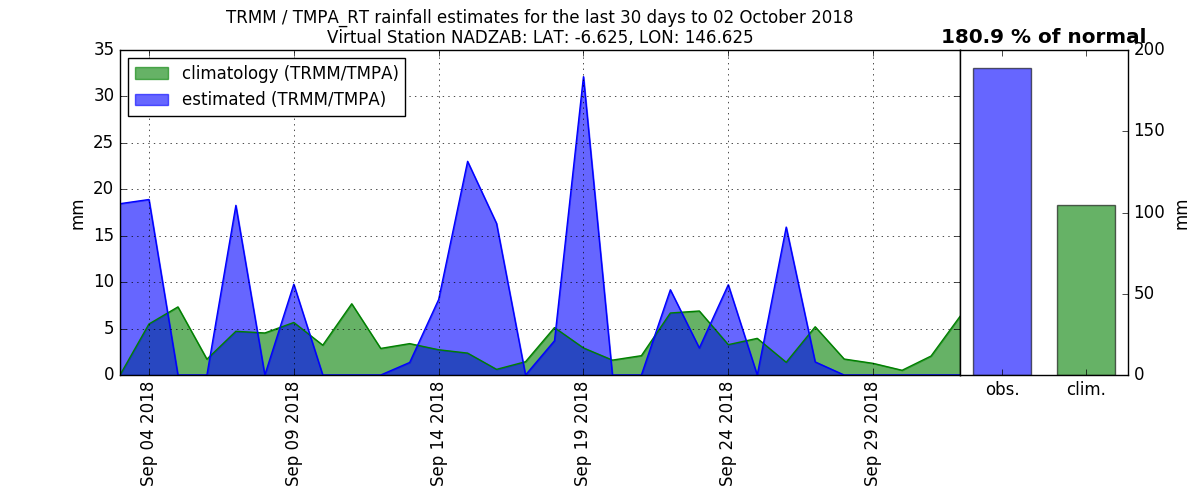 TRMM / TMPA_RT rainfall estimates for the last 30 days to 02 October 2018
Virtual Station NADZAB: LAT: -6.625, LON: 146.625
180.9 % of normal
climatology (TRMM/TMPA)
estimated (TRMM/TMPA)
35
30
25
20
15
10
5
0
mm
Sep 04 2018
Sep 09 2018
Sep 14 2018
Sep 19 2018
Sep 24 2018
Sep 29 2018
obs.
clim.
200
150
100
50
0
mm